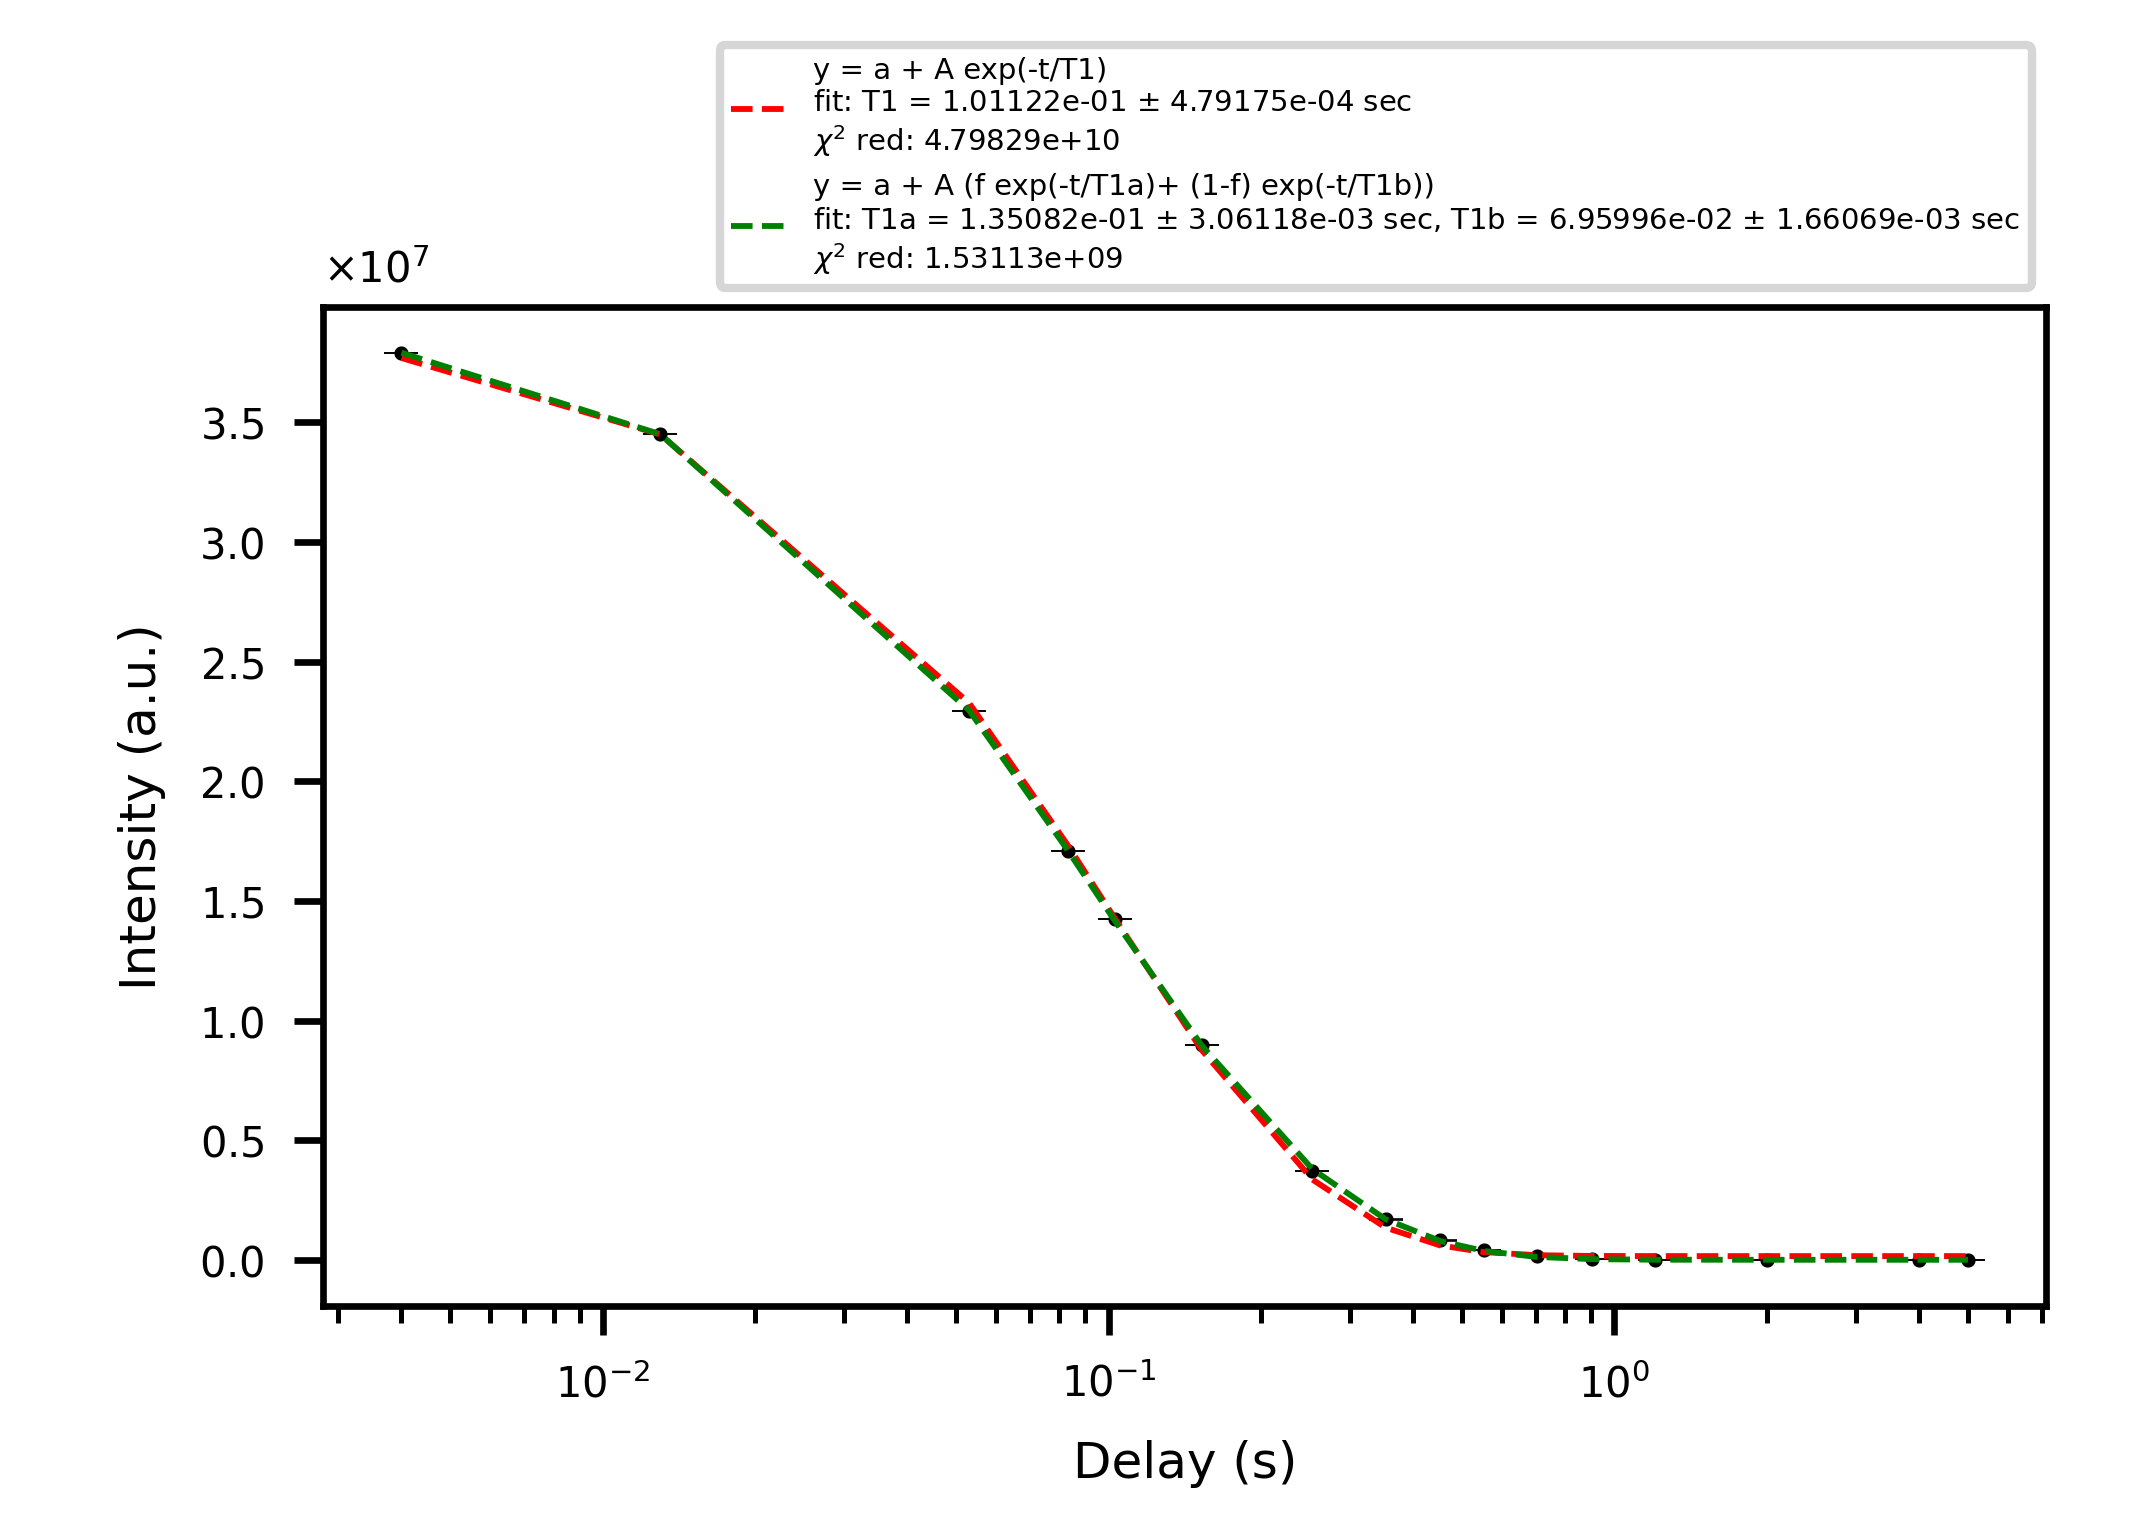 y = a + A exp(-t/T1)
fit: T1 = 1.01122e-01 ± 4.79175e-04 sec
χ² red: 4.79829e+10
y = a + A (f exp(-t/T1a)+ (1-f) exp(-t/T1b))
fit: T1a = 1.35082e-01 ± 3.06118e-03 sec, T1b = 6.95996e-02 ± 1.66069e-03 sec
χ² red: 1.53113e+09
×10⁷
3.5
3.0
2.5
2.0
1.5
1.0
0.5
0.0
Intensity (a.u.)
10⁻² 10⁻¹ 10⁰
Delay (s)